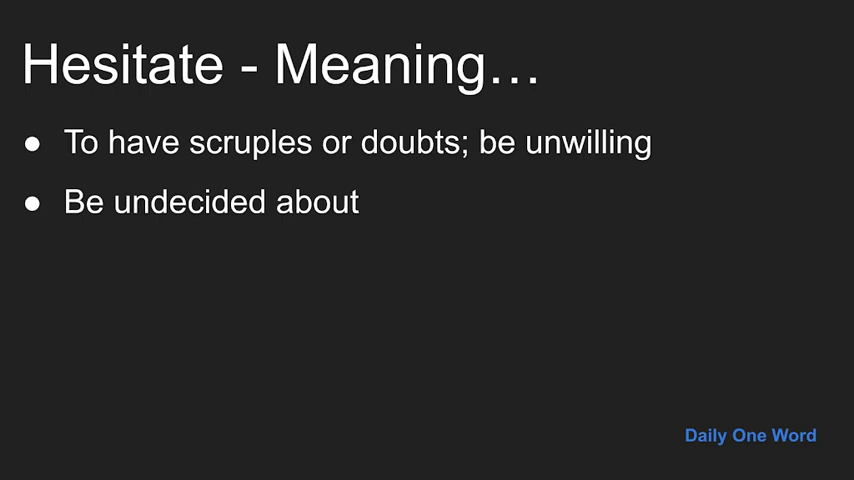 Hesitate - Meaning…
● To have scruples or doubts; be unwilling
● Be undecided about
Daily One Word